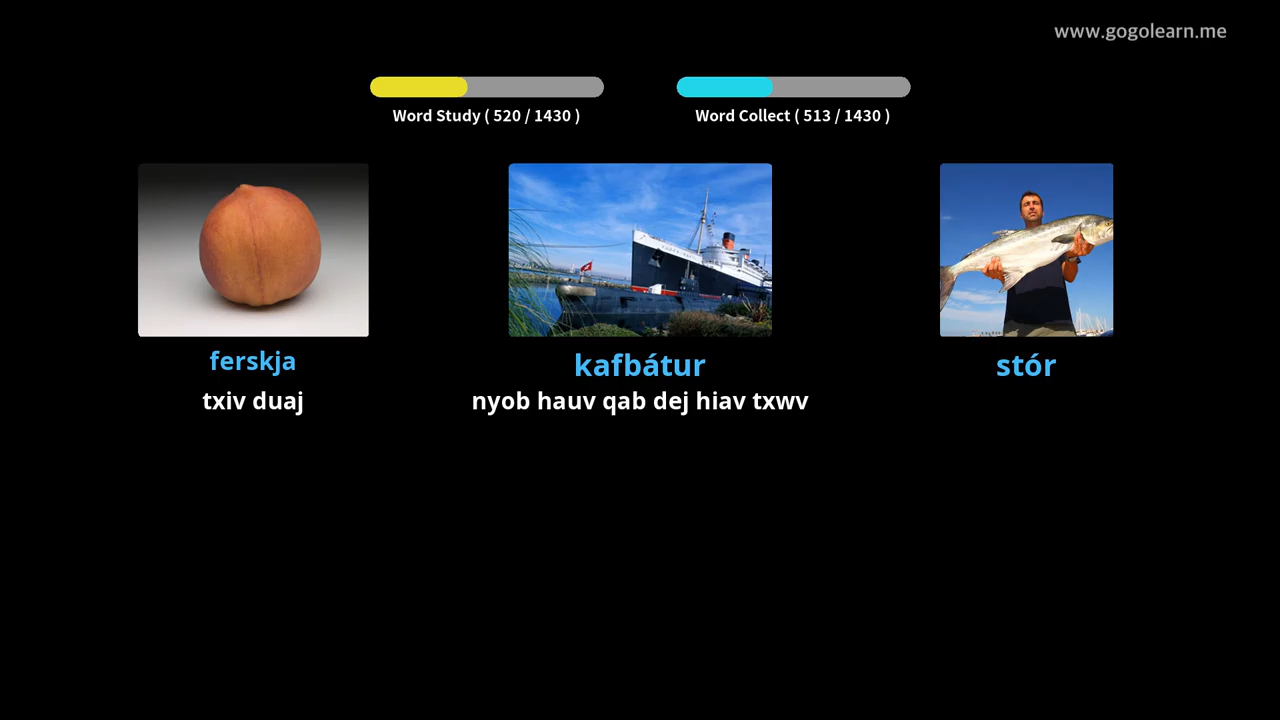 www.gogolearn.me
Word Study ( 520 / 1430 )
Word Collect ( 513 / 1430 )
ferskja
kafbátur
stór
txiv duaj
nyob hauv qab dej hiav txwv